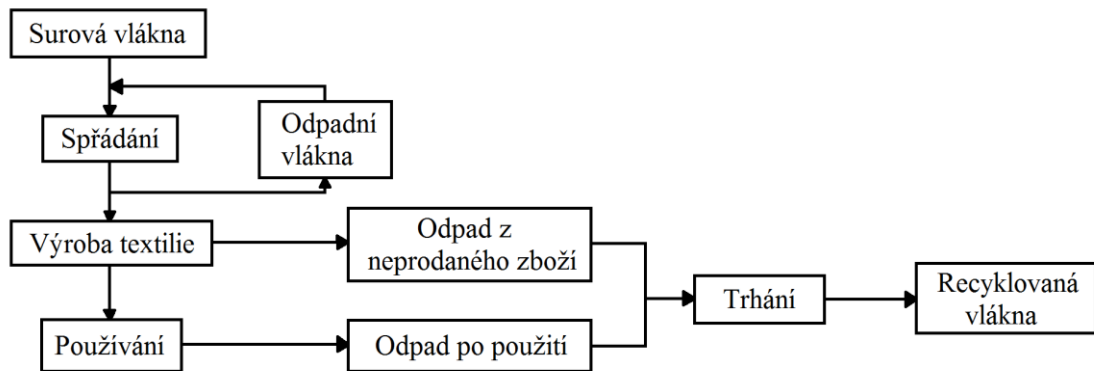 Surová vlákna
Spřádání
Odpadní
vlákna
Výroba textilie
Odpad z
neprodaného zboží
Trhání
Recyklovaná
vlákna
Používání
Odpad po použití